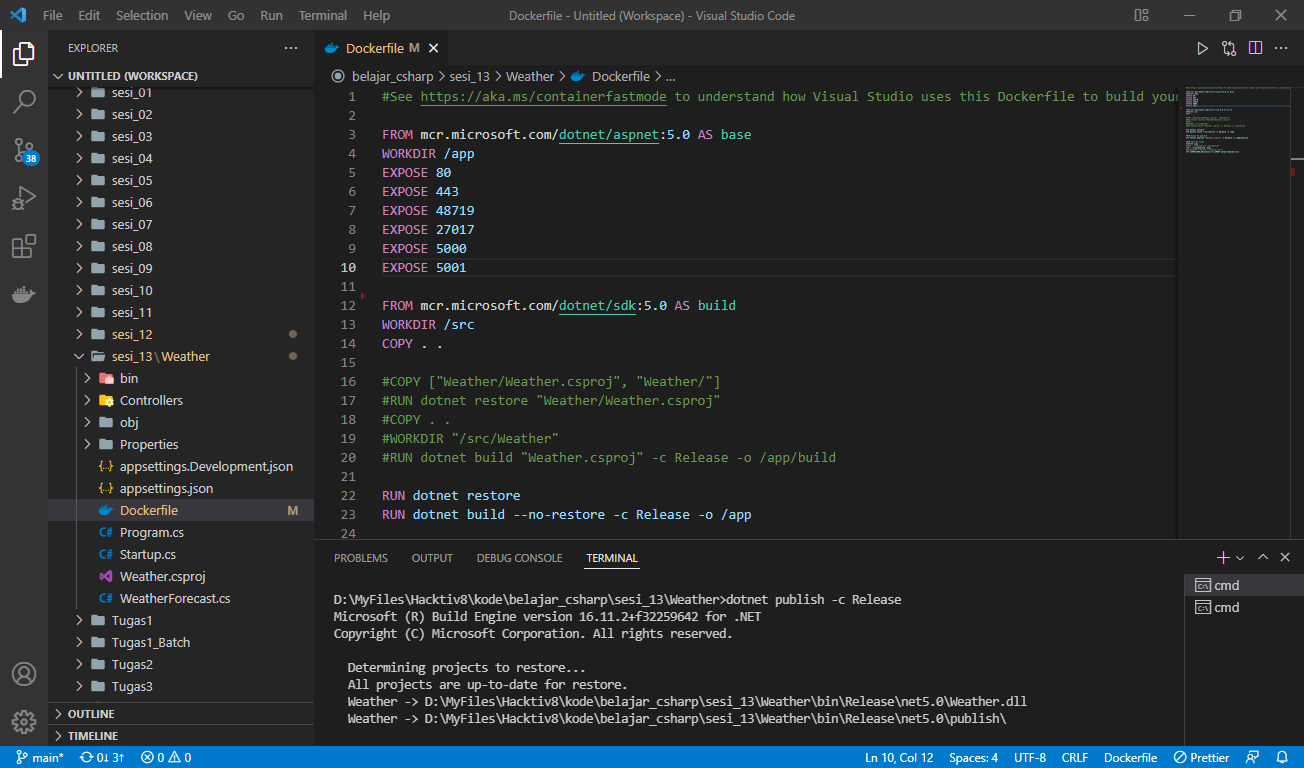 File Edit Selection View Go Run Terminal Help
Dockerfile - Untitled (Workspace) - Visual Studio Code
EXPLORER
UNTITLED (WORKSPACE)
sesi_01
sesi_02
sesi_03
sesi_04
sesi_05
sesi_06
sesi_07
sesi_08
sesi_09
sesi_10
sesi_11
sesi_12
sesi_13\Weather
bin
Controllers
obj
Properties
{..} appsettings.Development.json
{..} appsettings.json
Dockerfile M
C# Program.cs
C# Startup.cs
Weather.csproj
C# WeatherForecast.cs
Tugas1
Tugas1_Batch
Tugas2
Tugas3
OUTLINE
TIMELINE
38
Dockerfile M
belajar_csharp > sesi_13 > Weather > Dockerfile > ...
1 #See https://aka.ms/containerfastmode to understand how Visual Studio uses this Dockerfile to build you
2
3 FROM mcr.microsoft.com/dotnet/aspnet:5.0 AS base
4 WORKDIR /app
5 EXPOSE 80
6 EXPOSE 443
7 EXPOSE 48719
8 EXPOSE 27017
9 EXPOSE 5000
10 EXPOSE 5001
11
12 FROM mcr.microsoft.com/dotnet/sdk:5.0 AS build
13 WORKDIR /src
14 COPY . .
15
16 #COPY ["Weather/Weather.csproj", "Weather/"]
17 #RUN dotnet restore "Weather/Weather.csproj"
18 #COPY . .
19 #WORKDIR "/src/Weather"
20 #RUN dotnet build "Weather.csproj" -c Release -o /app/build
21
22 RUN dotnet restore
23 RUN dotnet build --no-restore -c Release -o /app
24
PROBLEMS OUTPUT DEBUG CONSOLE TERMINAL
D:\MyFiles\Hacktiv8\kode\belajar_csharp\sesi_13\Weather>dotnet publish -c Release
Microsoft (R) Build Engine version 16.11.2+f32259642 for .NET
Copyright (C) Microsoft Corporation. All rights reserved.
Determining projects to restore...
All projects are up-to-date for restore.
Weather -> D:\MyFiles\Hacktiv8\kode\belajar_csharp\sesi_13\Weather\bin\Release\net5.0\Weather.dll
Weather -> D:\MyFiles\Hacktiv8\kode\belajar_csharp\sesi_13\Weather\bin\Release\net5.0\publish\
cmd
cmd
main* 0↓ 3↑ 0 0
Ln 10, Col 12 Spaces: 4 UTF-8 CRLF Dockerfile Prettier